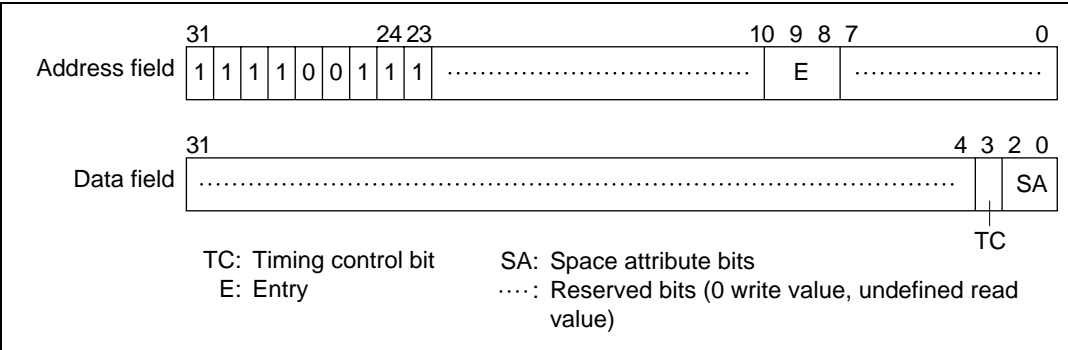 31 24 23 10 9 8 7 0
Address field 1 1 1 1 0 0 1 1 1 E
31 4 3 2 0
Data field SA
TC
TC: Timing control bit SA: Space attribute bits
E: Entry ····: Reserved bits (0 write value, undefined read
value)